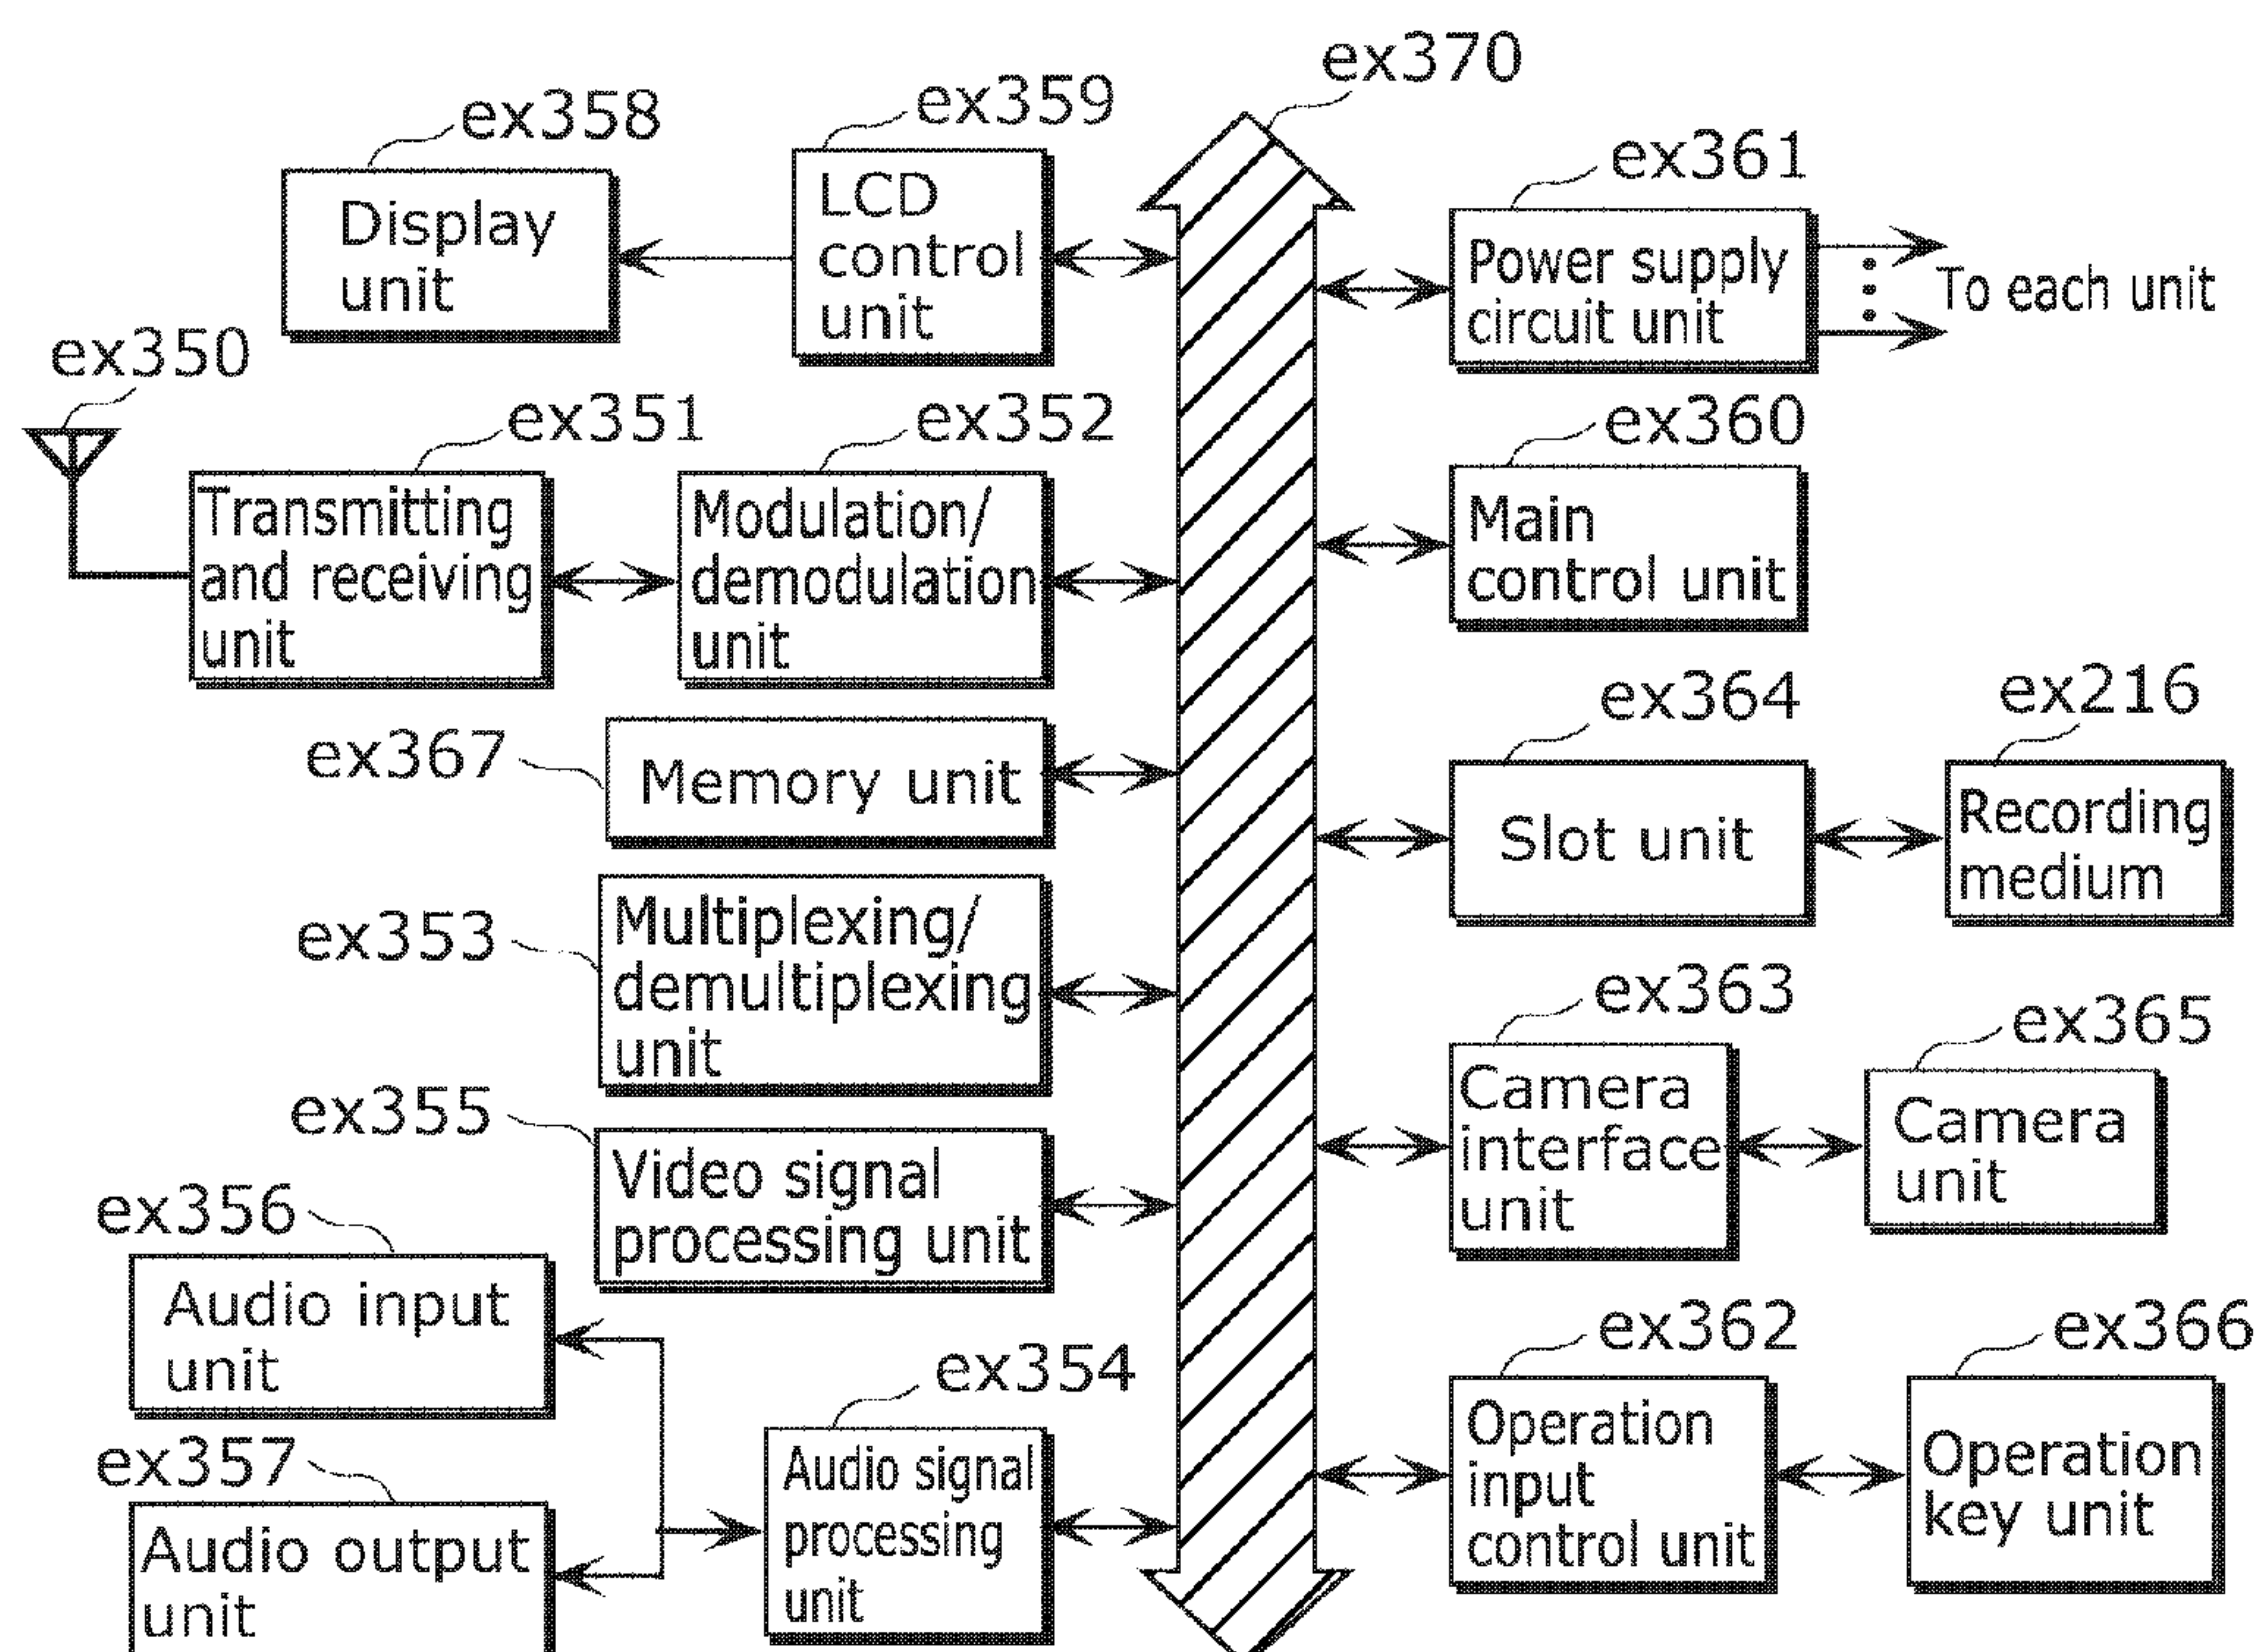 ex370
ex358
ex359
ex361
Display
unit
LCD
control
unit
Power supply
circuit unit
To each unit
ex350
ex351
ex352
ex360
Transmitting
and receiving
unit
Modulation/
demodulation
unit
Main
control unit
ex367
Memory unit
ex364
ex216
Slot unit
Recording
medium
ex353
Multiplexing/
demultiplexing
unit
ex363
ex365
Camera
interface
unit
Camera
unit
ex355
Video signal
processing unit
ex356
Audio input
unit
ex354
ex362
ex366
ex357
Audio output
unit
Audio signal
processing
unit
Operation
input
control unit
Operation
key unit